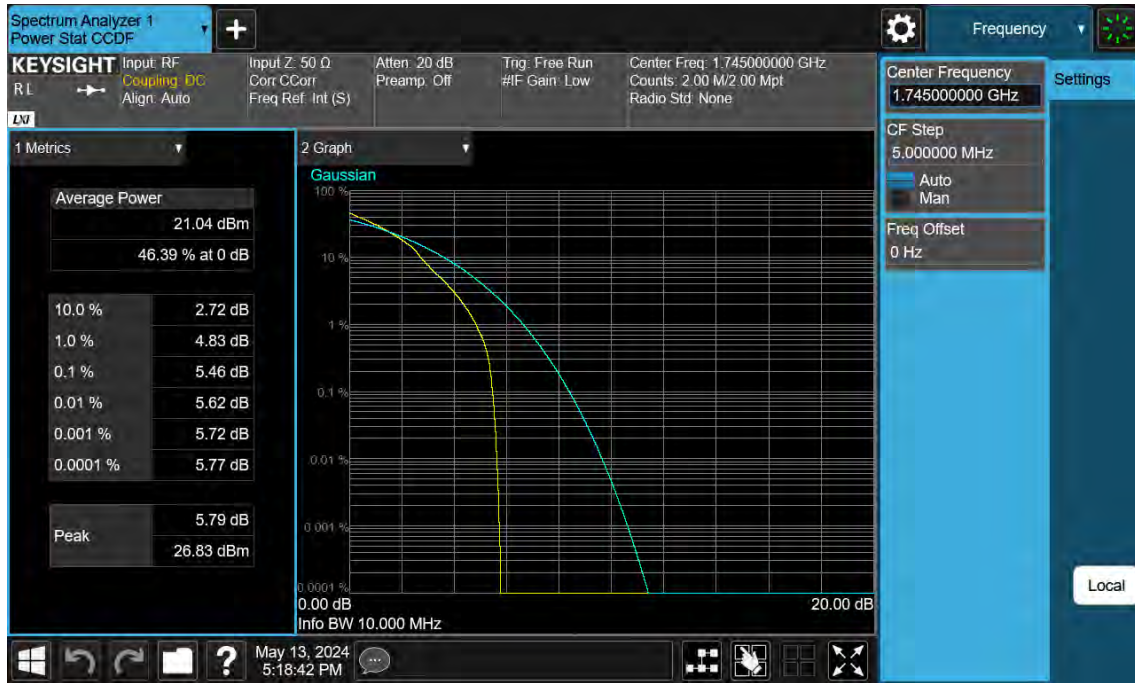 Spectrum Analyzer 1
Power Stat CCDF
Frequency
KEYSIGHT
R L
LXI
Input: RF
Coupling: DC
Align: Auto
Input Z: 50 Ω
Corr CCorr
Freq Ref: Int (S)
Atten: 20 dB
Preamp: Off
Trig: Free Run
#IF Gain: Low
Center Freq: 1.745000000 GHz
Counts: 2.00 M/2.00 Mpt
Radio Std: None
Center Frequency
1.745000000 GHz
Settings
CF Step
5.000000 MHz
Auto
Man
Freq Offset
0 Hz
Local
1 Metrics
Average Power
21.04 dBm
46.39 % at 0 dB
10.0 % 2.72 dB
1.0 % 4.83 dB
0.1 % 5.46 dB
0.01 % 5.62 dB
0.001 % 5.72 dB
0.0001 % 5.77 dB
Peak
5.79 dB
26.83 dBm
2 Graph
Gaussian
100 %
10 %
1 %
0.1 %
0.01 %
0.001 %
0.0001 %
0.00 dB 20.00 dB
Info BW 10.000 MHz
? May 13, 2024
5:18:42 PM